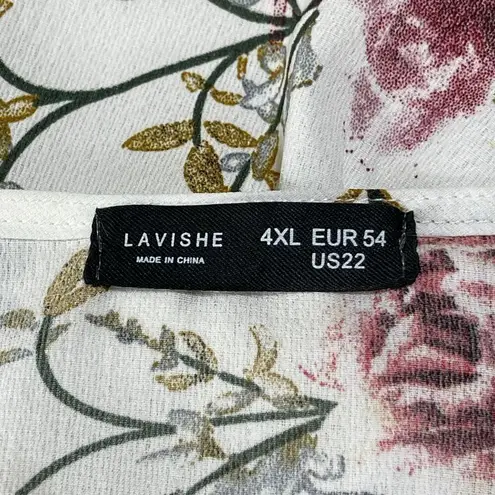 LAVISHE
MADE IN CHINA
4XL EUR 54
US22